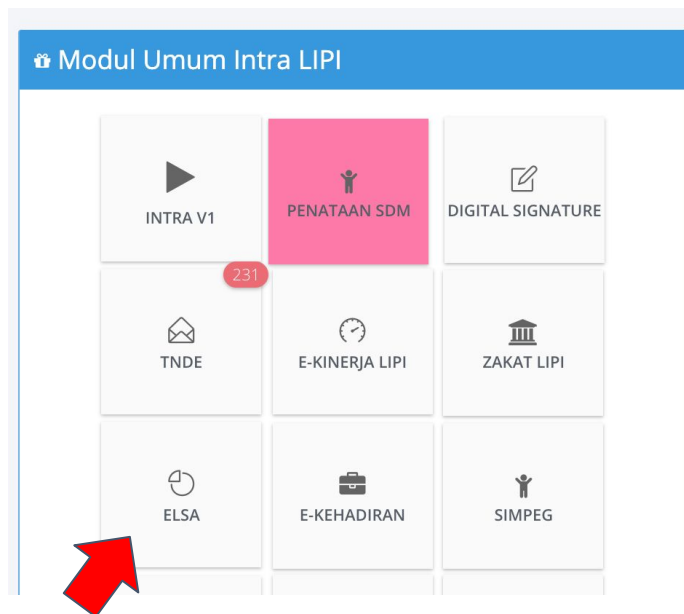 Modul Umum Intra LIPI
INTRA V1
PENATAAN SDM
DIGITAL SIGNATURE
231
TNDE
E-KINERJA LIPI
ZAKAT LIPI
ELSA
E-KEHADIRAN
SIMPEG